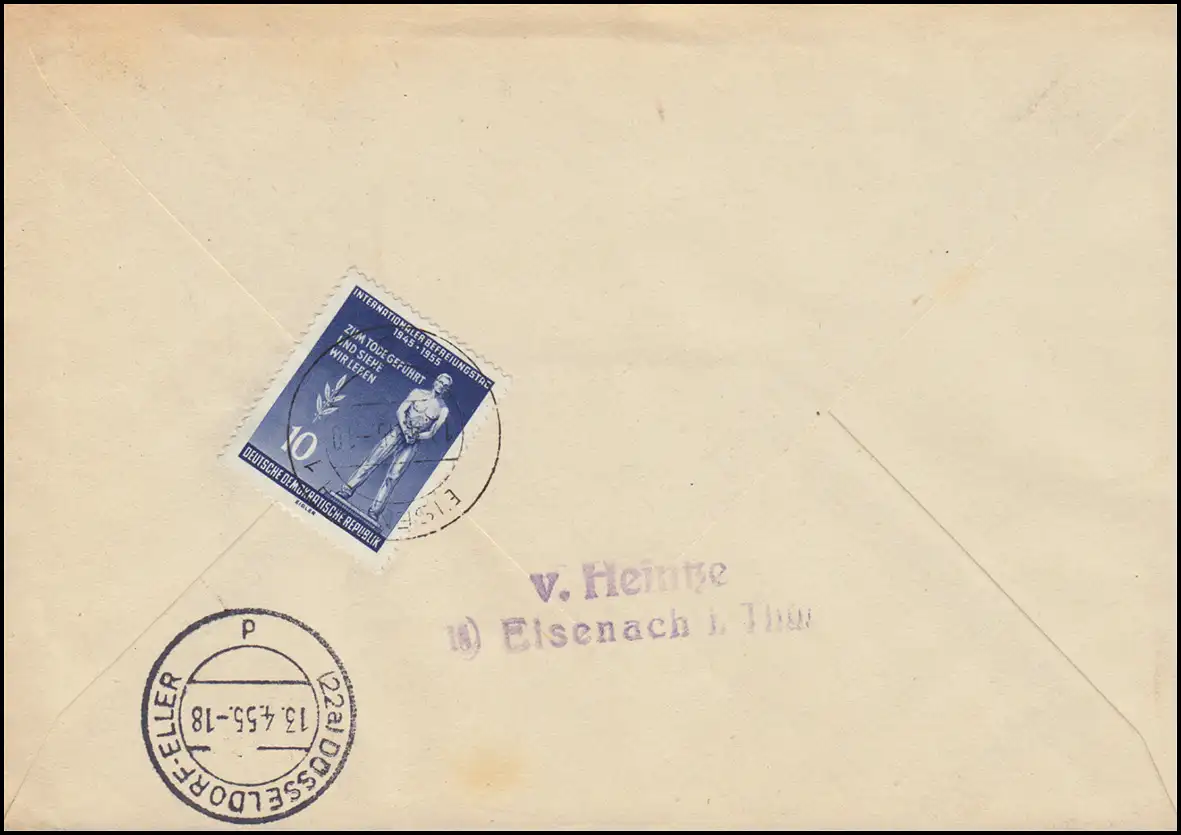 INTERNATIONALER BEFREIUNGSTAG
1945 · 1955
ZUM TODE GEFÜHRT
UND SIEHE
WIR LEBEN
10
DEUTSCHE DEMOKRATISCHE REPUBLIK
EIGLER
v. Heintze
Eisenach i. Thür
(22a) DÜSSELDORF-ELLER
13.4.55.-18